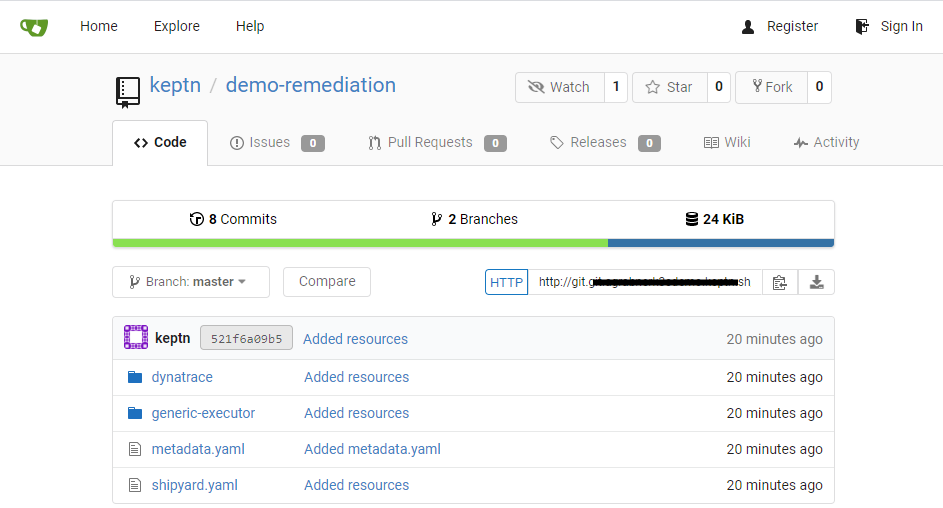 Home Explore Help Register Sign In
keptn / demo-remediation Watch 1 Star 0 Fork 0
Code Issues 0 Pull Requests 0 Releases 0 Wiki Activity
8 Commits 2 Branches 24 KiB
Branch: master Compare HTTP http://git.
keptn 521f6a09b5 Added resources 20 minutes ago
dynatrace Added resources 20 minutes ago
generic-executor Added resources 20 minutes ago
metadata.yaml Added metadata.yaml 20 minutes ago
shipyard.yaml Added resources 20 minutes ago